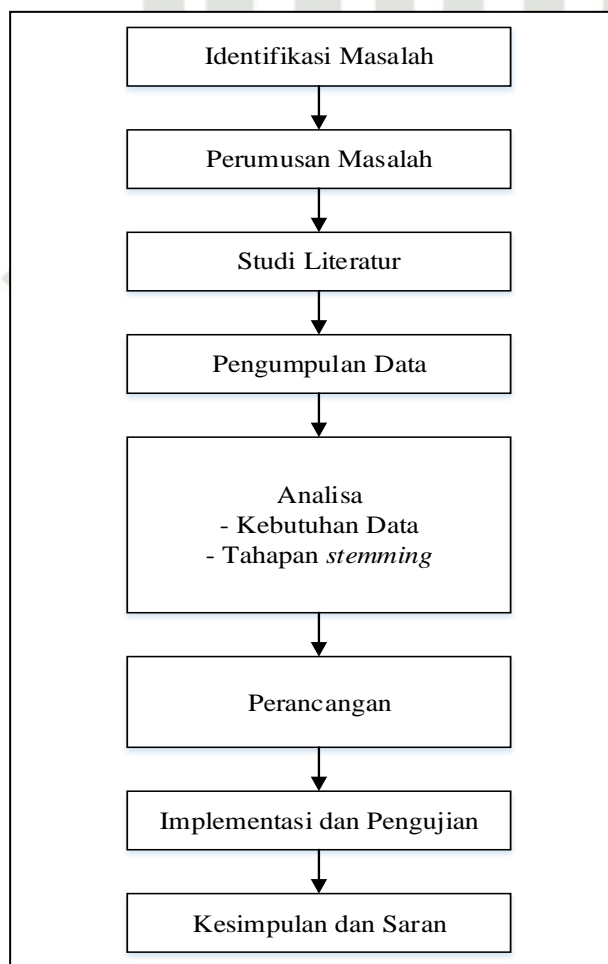 Identifikasi Masalah
Perumusan Masalah
Studi Literatur
Pengumpulan Data
Analisa
- Kebutuhan Data
- Tahapan stemming
Perancangan
Implementasi dan Pengujian
Kesimpulan dan Saran